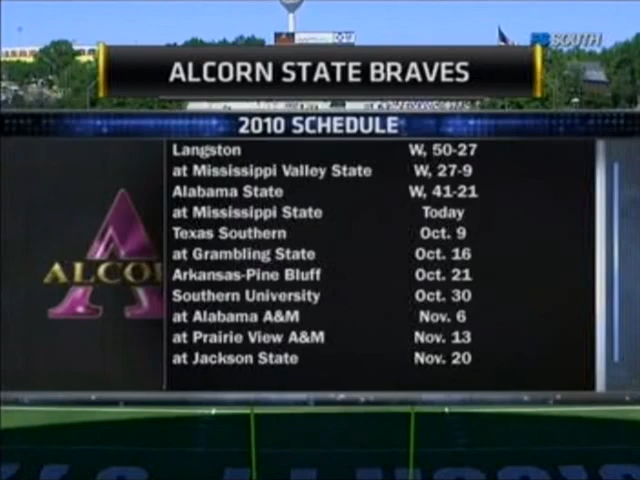 FS SOUTH
ALCORN STATE BRAVES
2010 SCHEDULE
Langston W, 50-27
at Mississippi Valley State W, 27-9
Alabama State W, 41-21
at Mississippi State Today
Texas Southern Oct. 9
at Grambling State Oct. 16
Arkansas-Pine Bluff Oct. 21
Southern University Oct. 30
at Alabama A&M Nov. 6
at Prairie View A&M Nov. 13
at Jackson State Nov. 20
A
ALCOR